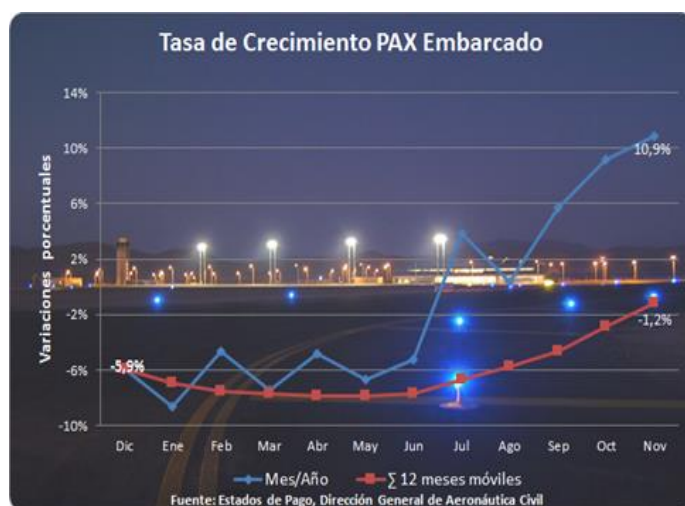 Tasa de Crecimiento PAX Embarcado
Variaciones porcentuales
14%
10%
6%
2%
-2%
-6%
-10%
10,9%
-1,2%
-5,9%
Dic Ene Feb Mar Abr May Jun Jul Ago Sep Oct Nov
Mes/Año ∑ 12 meses móviles
Fuente: Estados de Pago, Dirección General de Aeronáutica Civil